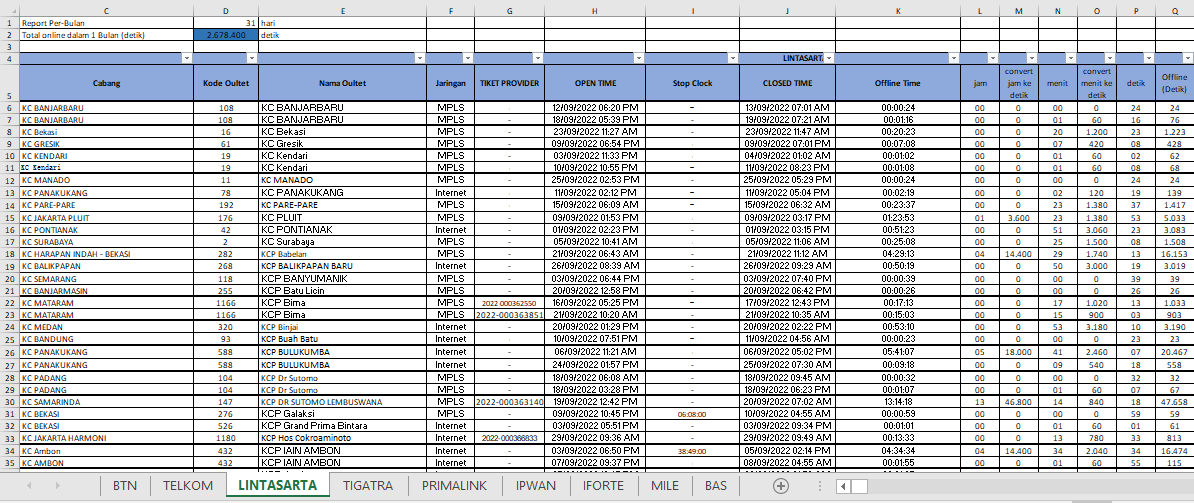 C D E F G H I J K L M N O P Q
1 Report Per-Bulan 31 hari
2 Total online dalam 1 Bulan (detik) 2.678.400 detik
3
4 LINTASART
5 Cabang Kode Oultet Nama Oultet Jaringan TIKET PROVIDER OPEN TIME Stop Clock CLOSED TIME Offline Time jam convert jam ke detik menit convert menit ke detik detik Offline (Detik)
6 KC BANJARBARU 108 KC BANJARBARU MPLS - 12/09/2022 06:20 PM - 13/09/2022 07:01 AM 00:00:24 00 0 00 0 24 24
7 KC BANJARBARU 108 KC BANJARBARU MPLS - 18/09/2022 05:39 PM - 19/09/2022 07:21 AM 00:01:16 00 0 01 60 16 76
8 KC Bekasi 16 KC Bekasi MPLS - 23/09/2022 11:27 AM - 23/09/2022 11:47 AM 00:20:23 00 0 20 1.200 23 1.223
9 KC GRESIK 61 KC Gresik MPLS - 09/09/2022 06:54 PM - 09/09/2022 07:01 PM 00:07:08 00 0 07 420 08 428
10 KC KENDARI 19 KC Kendari MPLS - 03/09/2022 11:33 PM - 04/09/2022 01:02 AM 00:01:02 00 0 01 60 02 62
11 KC Kendari 19 KC Kendari MPLS - 10/09/2022 10:55 PM - 11/09/2022 08:23 PM 00:01:08 00 0 01 60 08 68
12 KC MANADO 11 KC MANADO MPLS - 25/09/2022 02:53 PM - 25/09/2022 05:29 PM 00:00:24 00 0 00 0 24 24
13 KC PANAKUKANG 78 KC PANAKUKANG Internet - 11/09/2022 02:12 PM - 11/09/2022 05:04 PM 00:02:19 00 0 02 120 19 139
14 KC PARE-PARE 192 KC PARE-PARE MPLS - 15/09/2022 06:09 AM - 15/09/2022 06:32 AM 00:23:37 00 0 23 1.380 37 1.417
15 KC JAKARTA PLUIT 176 KC PLUIT MPLS - 09/09/2022 01:53 PM - 09/09/2022 03:17 PM 01:23:53 01 3.600 23 1.380 53 5.033
16 KC PONTIANAK 42 KC PONTIANAK Internet - 01/09/2022 02:23 PM - 01/09/2022 03:15 PM 00:51:23 00 0 51 3.060 23 3.083
17 KC SURABAYA 2 KC Surabaya MPLS - 05/09/2022 10:41 AM - 05/09/2022 11:06 AM 00:25:08 00 0 25 1.500 08 1.508
18 KC HARAPAN INDAH - BEKASI 282 KCP Babelan MPLS - 21/09/2022 06:43 AM - 21/09/2022 11:12 AM 04:29:13 04 14.400 29 1.740 13 16.153
19 KC BALIKPAPAN 268 KCP BALIKPAPAN BARU Internet - 26/09/2022 08:39 AM - 26/09/2022 09:29 AM 00:50:19 00 0 50 3.000 19 3.019
20 KC SEMARANG 118 KCP BANYUMANIK MPLS - 03/09/2022 06:44 PM - 03/09/2022 07:40 PM 00:00:39 00 0 00 0 39 39
21 KC BANJARMASIN 255 KCP Batu Licin MPLS - 20/09/2022 12:58 PM - 20/09/2022 06:42 PM 00:00:26 00 0 00 0 26 26
22 KC MATARAM 1166 KCP Bima MPLS 2022-000362550 16/09/2022 05:25 PM - 17/09/2022 12:43 PM 00:17:13 00 0 17 1.020 13 1.033
23 KC MATARAM 1166 KCP Bima MPLS 2022-000363851 21/09/2022 10:20 AM - 21/09/2022 10:35 AM 00:15:03 00 0 15 900 03 903
24 KC MEDAN 320 KCP Binjai Internet - 20/09/2022 01:29 PM - 20/09/2022 02:22 PM 00:53:10 00 0 53 3.180 10 3.190
25 KC BANDUNG 93 KCP Buah Batu Internet - 10/09/2022 07:51 PM - 11/09/2022 04:56 AM 00:00:23 00 0 00 0 23 23
26 KC PANAKUKANG 588 KCP BULUKUMBA Internet - 06/09/2022 11:21 AM - 06/09/2022 05:02 PM 05:41:07 05 18.000 41 2.460 07 20.467
27 KC PANAKUKANG 588 KCP BULUKUMBA Internet - 24/09/2022 01:57 PM - 25/09/2022 07:30 AM 00:09:18 00 0 09 540 18 558
28 KC PADANG 104 KCP Dr Sutomo MPLS - 18/09/2022 06:08 AM - 18/09/2022 09:45 AM 00:00:32 00 0 00 0 32 32
29 KC PADANG 104 KCP Dr Sutomo MPLS - 18/09/2022 03:28 PM - 18/09/2022 06:23 PM 00:01:07 00 0 01 60 07 67
30 KC SAMARINDA 147 KCP DR SUTOMO LEMBUSWANA MPLS 2022-000363140 19/09/2022 12:42 PM - 20/09/2022 07:02 AM 13:14:18 13 46.800 14 840 18 47.658
31 KC BEKASI 276 KCP Galaksi MPLS - 09/09/2022 10:45 PM 06:08:00 10/09/2022 04:55 AM 00:00:59 00 0 00 0 59 59
32 KC BEKASI 526 KCP Grand Prima Bintara Internet - 03/09/2022 05:51 PM - 03/09/2022 09:34 PM 00:01:01 00 0 01 60 01 61
33 KC JAKARTA HARMONI 1180 KCP Hos Cokroaminoto Internet 2022-000366833 29/09/2022 09:36 AM - 29/09/2022 09:49 AM 00:13:33 00 0 13 780 33 813
34 KC Ambon 432 KCP IAIN AMBON Internet - 03/09/2022 06:50 PM 38:49:00 05/09/2022 02:14 PM 04:34:34 04 14.400 34 2.040 34 16.474
35 KC AMBON 432 KCP IAIN AMBON Internet - 07/09/2022 09:37 PM - 08/09/2022 04:55 AM 00:01:55 00 0 01 60 55 115
BTN TELKOM LINTASARTA TIGATRA PRIMALINK IPWAN IFORTE MILE BAS